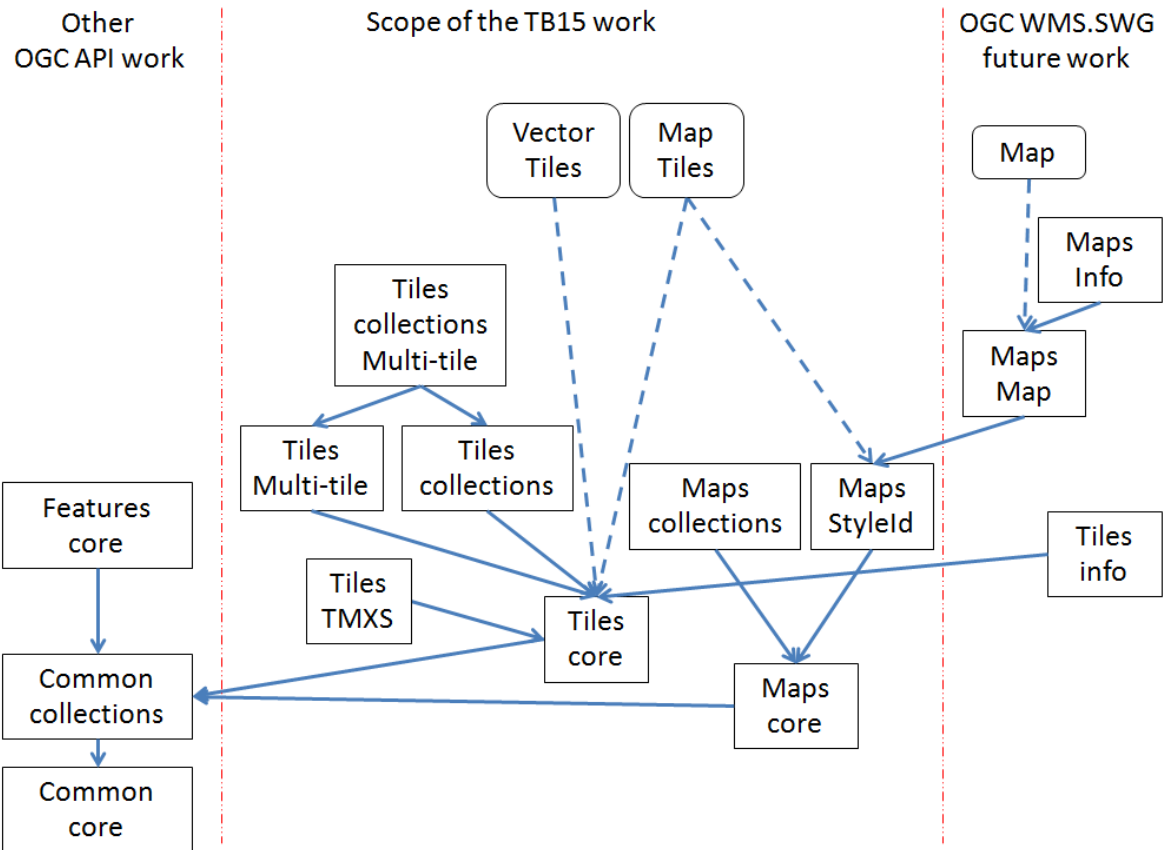 Other
OGC API work
Scope of the TB15 work
OGC WMS.SWG
future work
Vector
Tiles
Map
Tiles
Map
Maps
Info
Tiles
collections
Multi-tile
Maps
Map
Tiles
Multi-tile
Tiles
collections
Maps
collections
Maps
StyleId
Features
core
Tiles
info
Tiles
TMXS
Tiles
core
Common
collections
Maps
core
Common
core